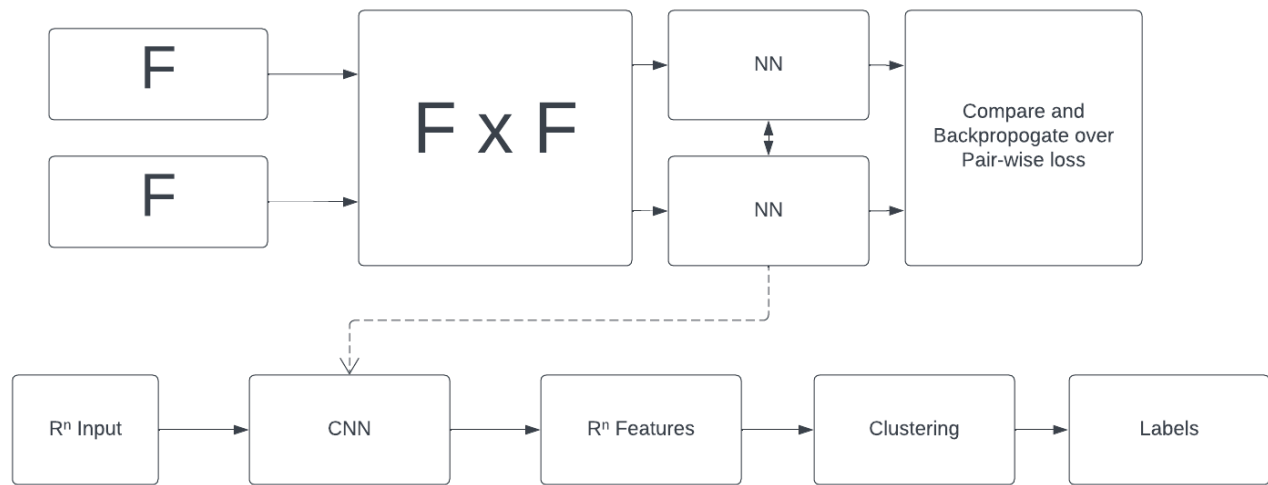 F
F x F
NN
Compare and
Backpropogate over
Pair-wise loss
F
NN
Rⁿ Input
CNN
Rⁿ Features
Clustering
Labels